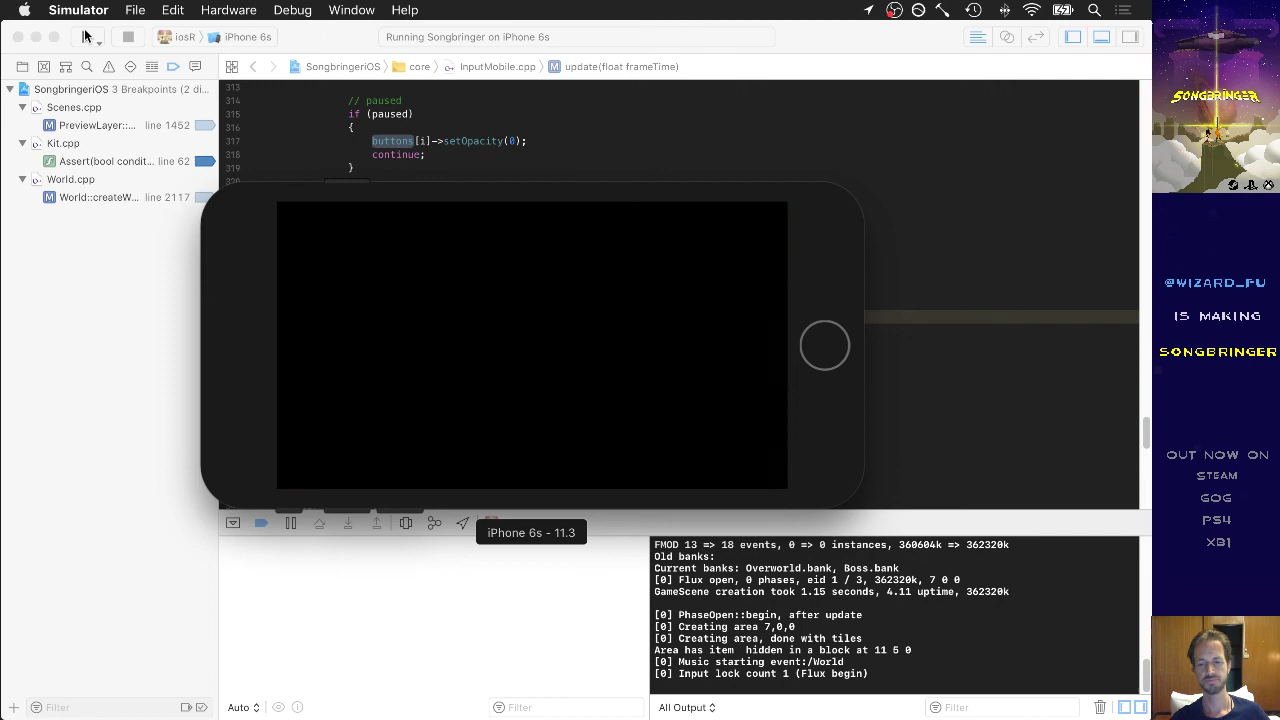 Simulator File Edit Hardware Debug Window Help
iosR iPhone 6s
Running Songbringer on iPhone 6s
SongbringeriOS core HotMobile.cpp update(float frameTime)
SongbringeriOS 3 Breakpoints (2 di...
Scenes.cpp
PreviewLayer::... line 1452
Kit.cpp
Assert(bool condit... line 62
World.cpp
World::createW... line 2117
313
314 // paused
315 if (paused)
316 {
317 buttons[i]->setOpacity(0);
318 continue;
319 }
320
iPhone 6s - 11.3
FMOD 13 => 18 events, 0 => 0 instances, 360604k => 362320k
Old banks:
Current banks: Overworld.bank, Boss.bank
[0] Flux open, 0 phases, eid 1 / 3, 362320k, 7 0 0
GameScene creation took 1.15 seconds, 4.11 uptime, 362320k
[0] PhaseOpen::begin, after update
[0] Creating area 7,0,0
[0] Creating area, done with tiles
Area has item  hidden in a block at 11 5 0
[0] Music starting event:/World
[0] Input lock count 1 (Flux begin)
Filter
Auto
Filter
All Output
Filter
SONGBRINGER
@WIZARD_FU
IS MAKING
SONGBRINGER
OUT NOW ON
STEAM
GOG
PS4
XB1